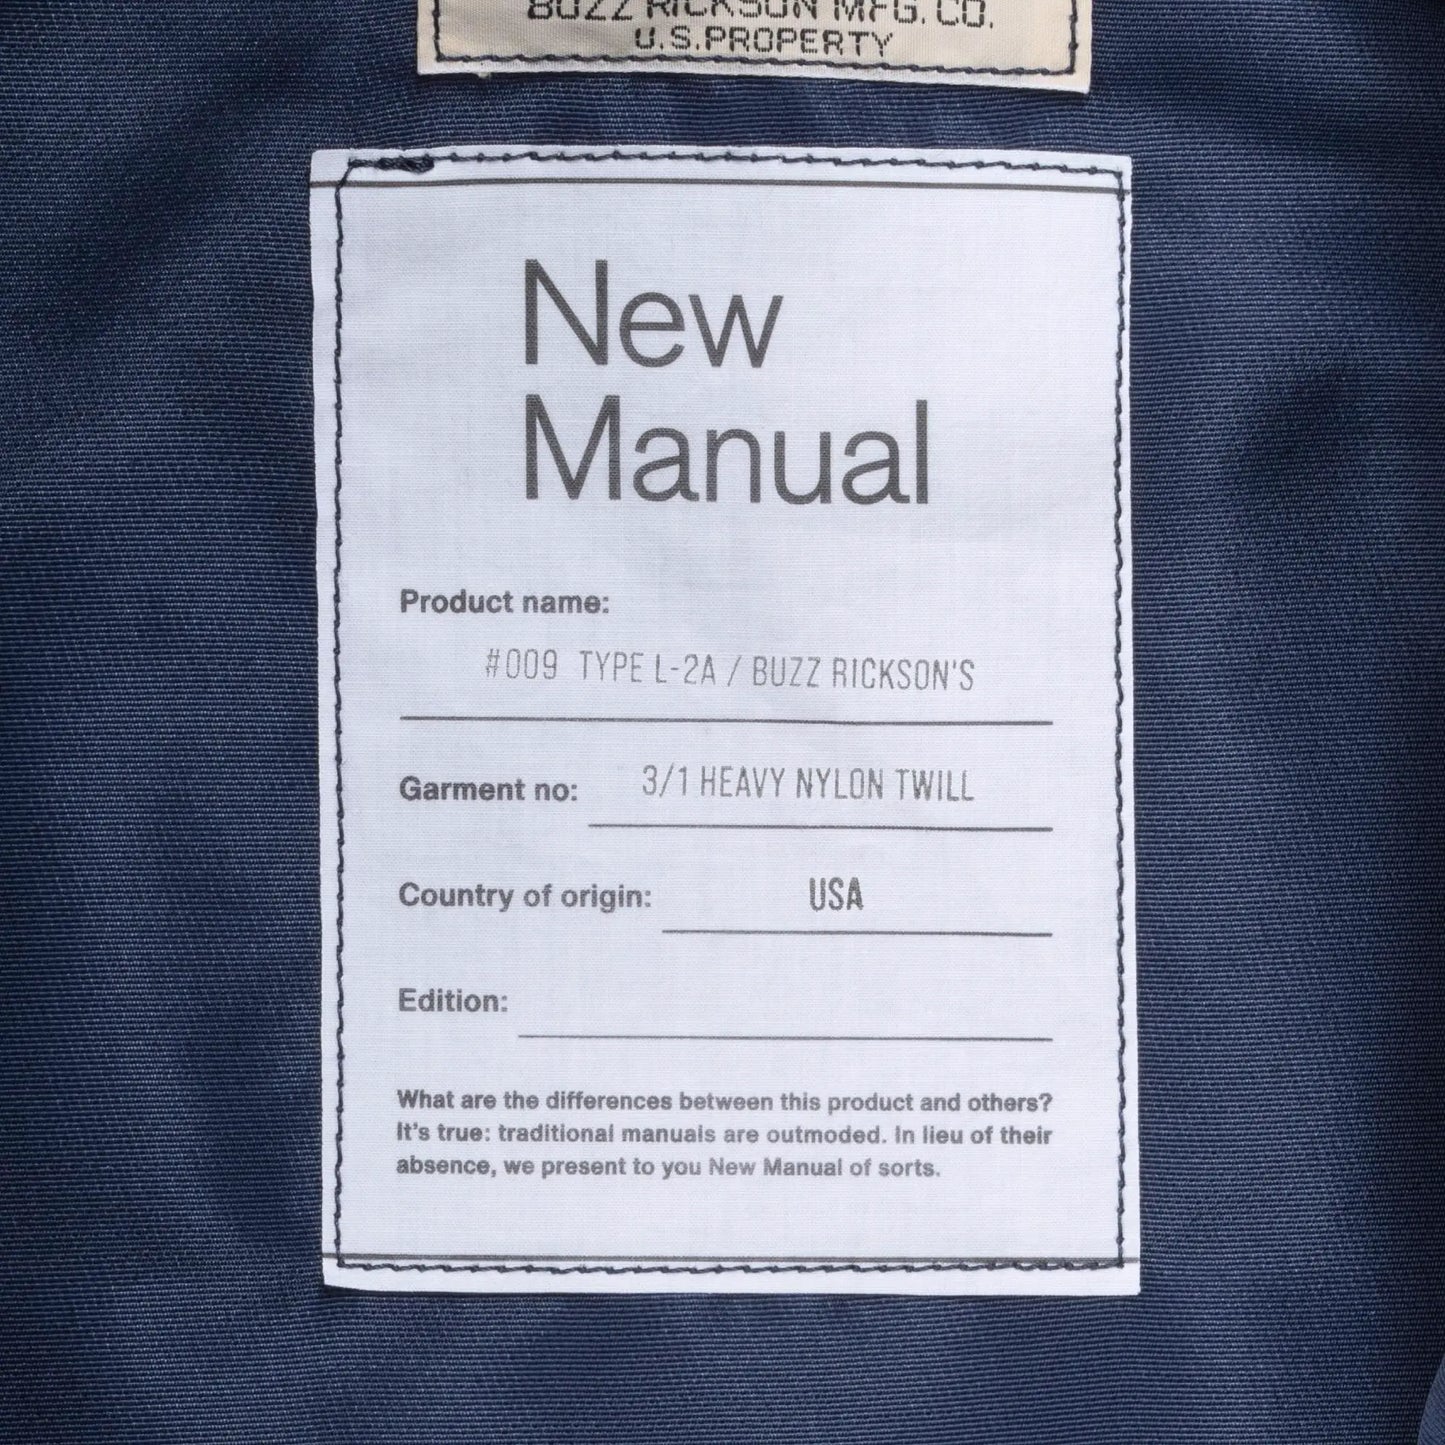 BUZZ RICKSON MFG. CO.
U.S.PROPERTY
New
Manual
Product name:
#009 TYPE L-2A / BUZZ RICKSON'S
Garment no: 3/1 HEAVY NYLON TWILL
Country of origin: USA
Edition:
What are the differences between this product and others?
It's true: traditional manuals are outmoded. In lieu of their
absence, we present to you New Manual of sorts.